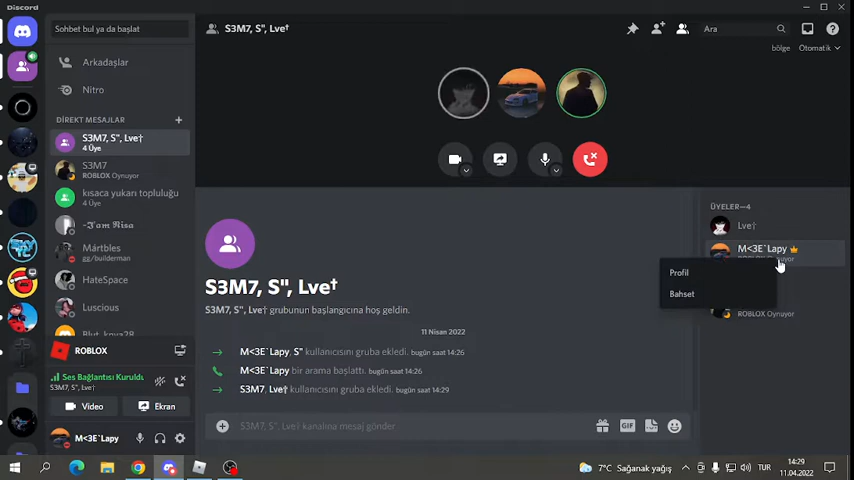 Discord
Sohbet bul ya da başlat
S3M7, S", Lve†
Ara
bölge
Otomatik
Arkadaşlar
Nitro
DİREKT MESAJLAR
S3M7, S", Lve†
4 Üye
S3M7
ROBLOX Oynuyor
kısaca yukarı topluluğu
4 Üye
-ℑ'𝔞𝔪 ℜ𝔦𝔰𝔞
Mártbles
gg/builderman
HateSpace
Luscious
ROBLOX
Ses Bağlantısı Kuruldu
S3M7, S", Lve†
Video
Ekran
M<3E`Lapy
S3M7, S", Lve†
S3M7, S", Lve† grubunun başlangıcına hoş geldin.
11 Nisan 2022
M<3E`Lapy, S" kullanıcısını gruba ekledi. bugün saat 14:26
M<3E`Lapy bir arama başlattı. bugün saat 14:26
S3M7, Lve† kullanıcısını gruba ekledi. bugün saat 14:29
S3M7, S", Lve† kanalına mesaj gönder
GIF
ÜYELER—4
Lve†
M<3E`Lapy
Profil
Bahset
ROBLOX Oynuyor
7°C Sağanak yağış
TUR
14:29
11.04.2022